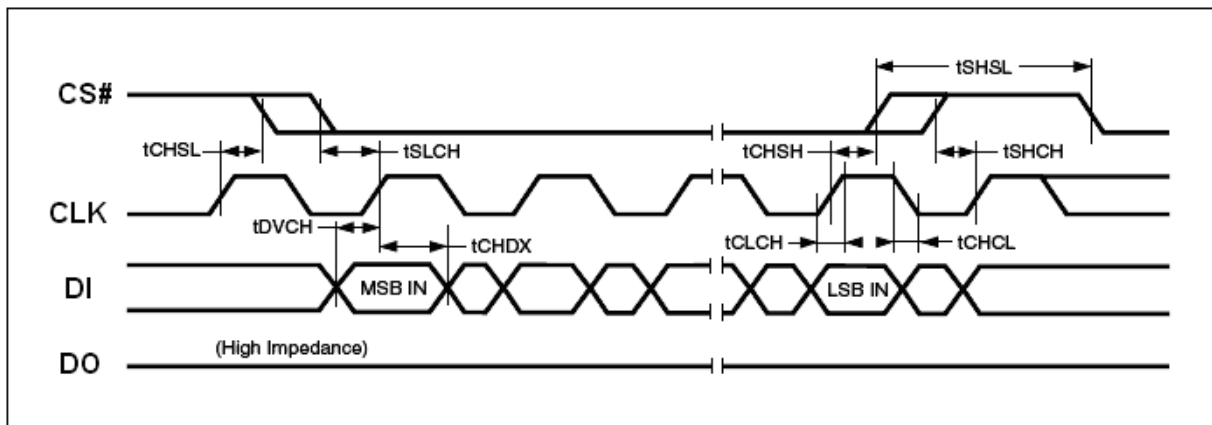 tSHSL
CS#
tCHSL
tSLCH
tCHSH
tSHCH
CLK
tDVCH
tCHDX
tCLCH
tCHCL
DI
MSB IN
LSB IN
(High Impedance)
DO